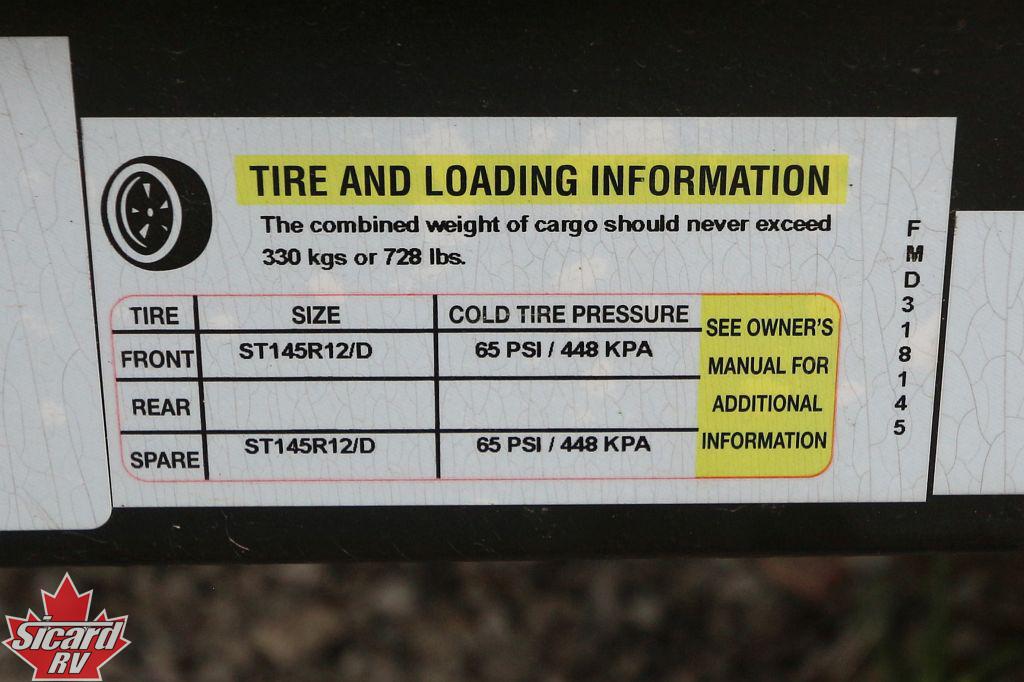 TIRE AND LOADING INFORMATION
The combined weight of cargo should never exceed
330 kgs or 728 lbs.
TIRE SIZE COLD TIRE PRESSURE
FRONT ST145R12/D 65 PSI / 448 KPA
REAR
SPARE ST145R12/D 65 PSI / 448 KPA
SEE OWNER'S
MANUAL FOR
ADDITIONAL
INFORMATION
FMD318145
Sicard
RV